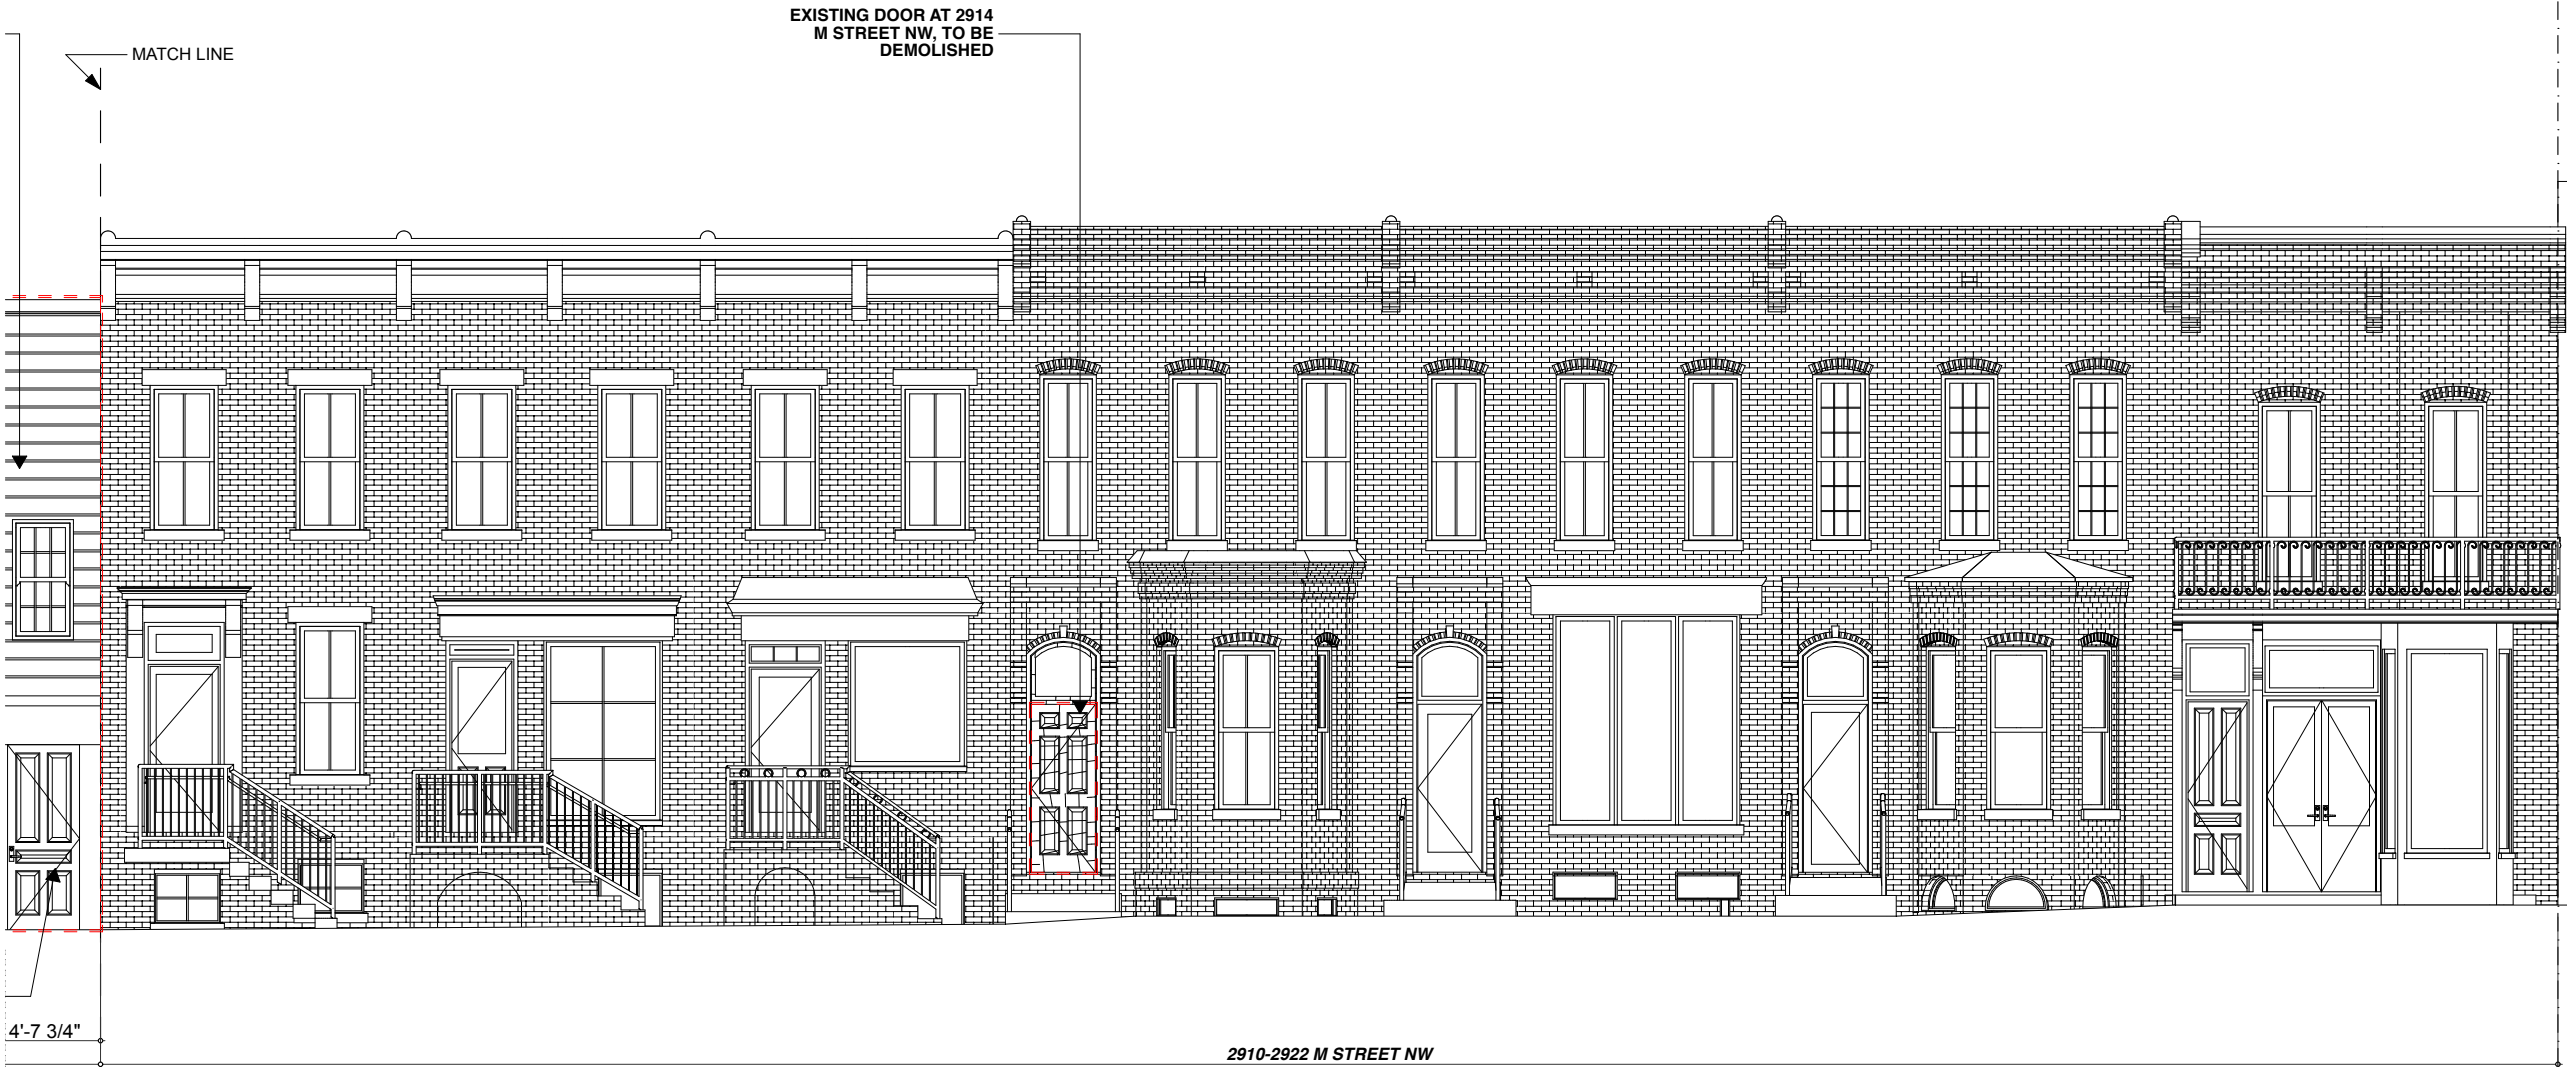 EXISTING DOOR AT 2914
M STREET NW, TO BE
DEMOLISHED
MATCH LINE
4'-7 3/4"
2910-2922 M STREET NW